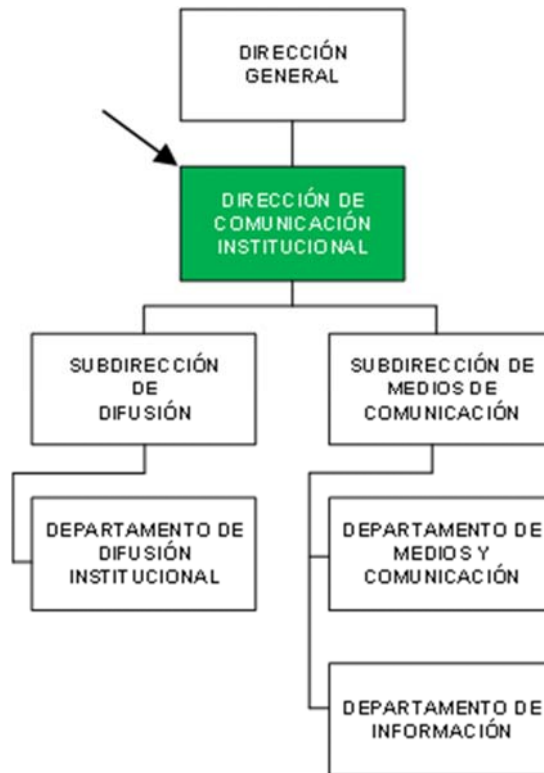 DIRECCIÓN
GENERAL
DIRECCIÓN DE
COMUNICACIÓN
INSTITUCIONAL
SUBDIRECCIÓN
DE
DIFUSIÓN
SUBDIRECCIÓN DE
MEDIOS DE
COMUNICACIÓN
DEPARTAMENTO DE
DIFUSIÓN
INSTITUCIONAL
DEPARTAMENTO DE
MEDIOS Y
COMUNICACIÓN
DEPARTAMENTO DE
INFORMACIÓN